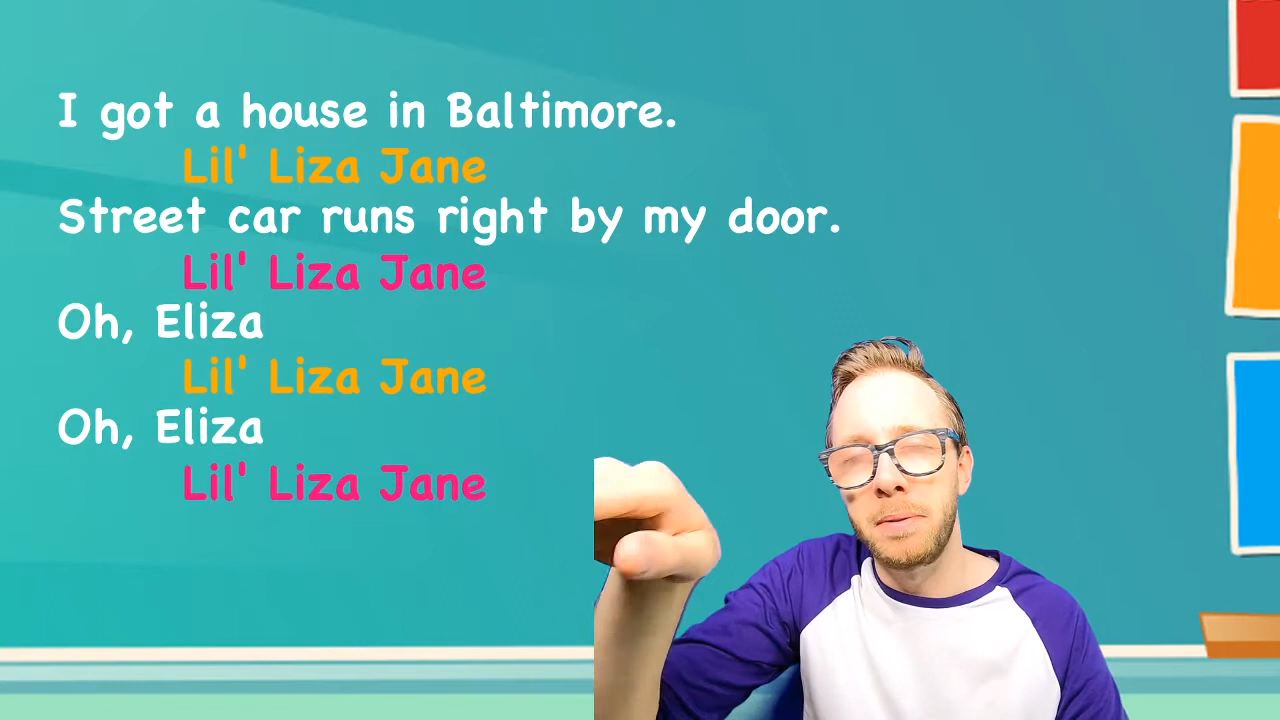 I got a house in Baltimore.
Lil' Liza Jane
Street car runs right by my door.
Lil' Liza Jane
Oh, Eliza
Lil' Liza Jane
Oh, Eliza
Lil' Liza Jane